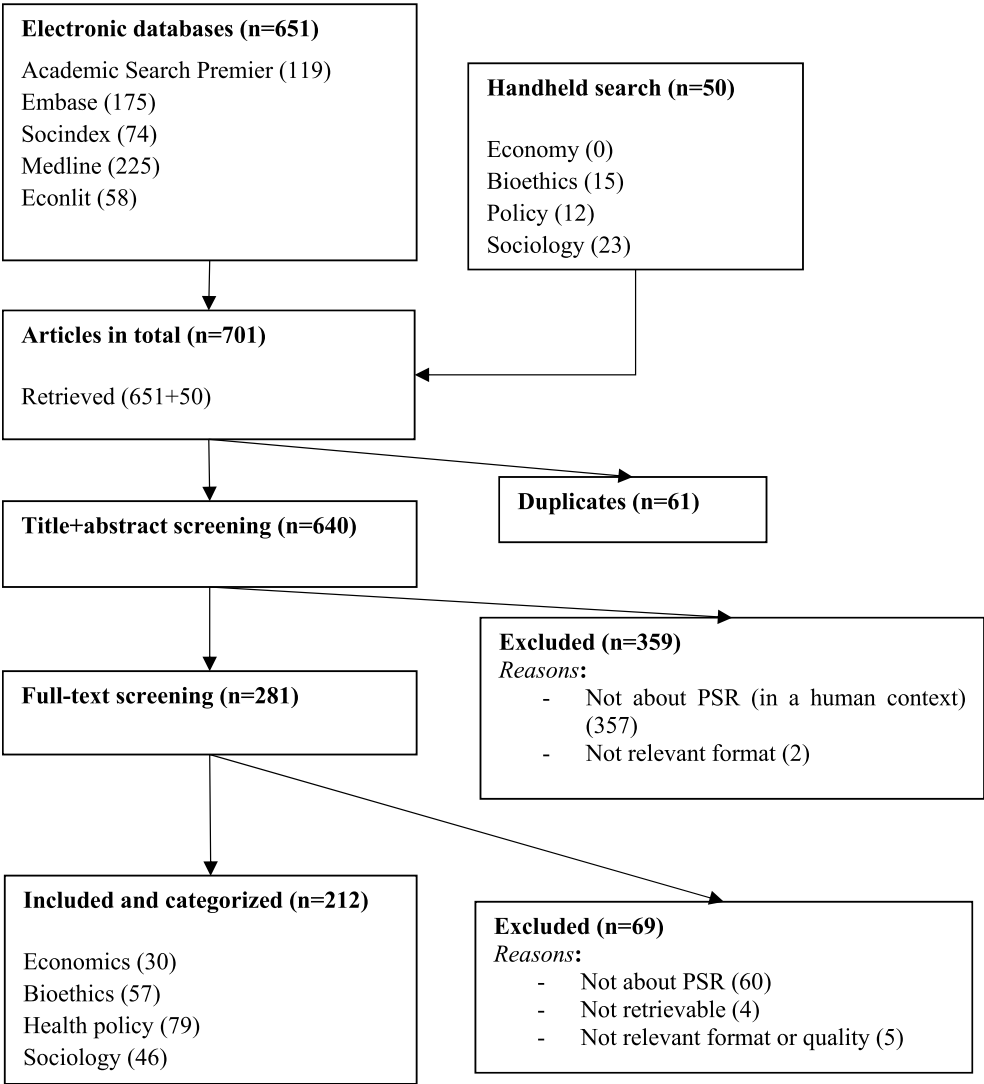 Electronic databases (n=651)
Academic Search Premier (119)
Embase (175)
Socindex (74)
Medline (225)
Econlit (58)
Handheld search (n=50)
Economy (0)
Bioethics (15)
Policy (12)
Sociology (23)
Articles in total (n=701)
Retrieved (651+50)
Duplicates (n=61)
Title+abstract screening (n=640)
Excluded (n=359)
Reasons:
- Not about PSR (in a human context)
(357)
- Not relevant format (2)
Full-text screening (n=281)
Included and categorized (n=212)
Economics (30)
Bioethics (57)
Health policy (79)
Sociology (46)
Excluded (n=69)
Reasons:
- Not about PSR (60)
- Not retrievable (4)
- Not relevant format or quality (5)